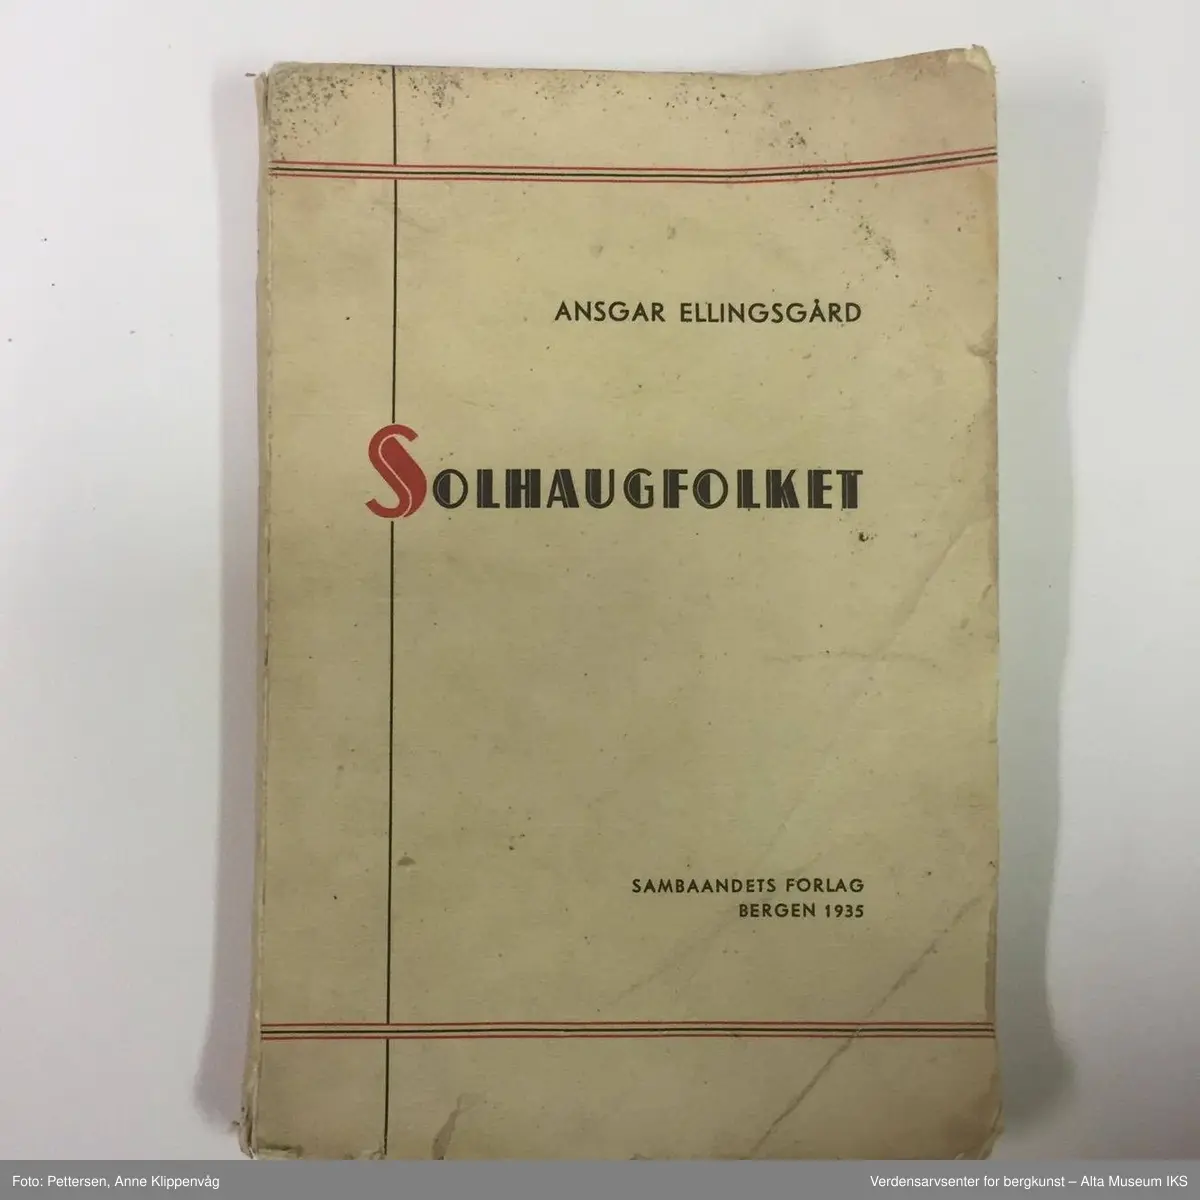 ANSGAR ELLINGSGÅRD
SOLHAUGFOLKET
SAMBAANDETS FORLAG
BERGEN 1935
Foto: Pettersen, Anne Klippenvåg
Verdensarvsenter for bergkunst – Alta Museum IKS